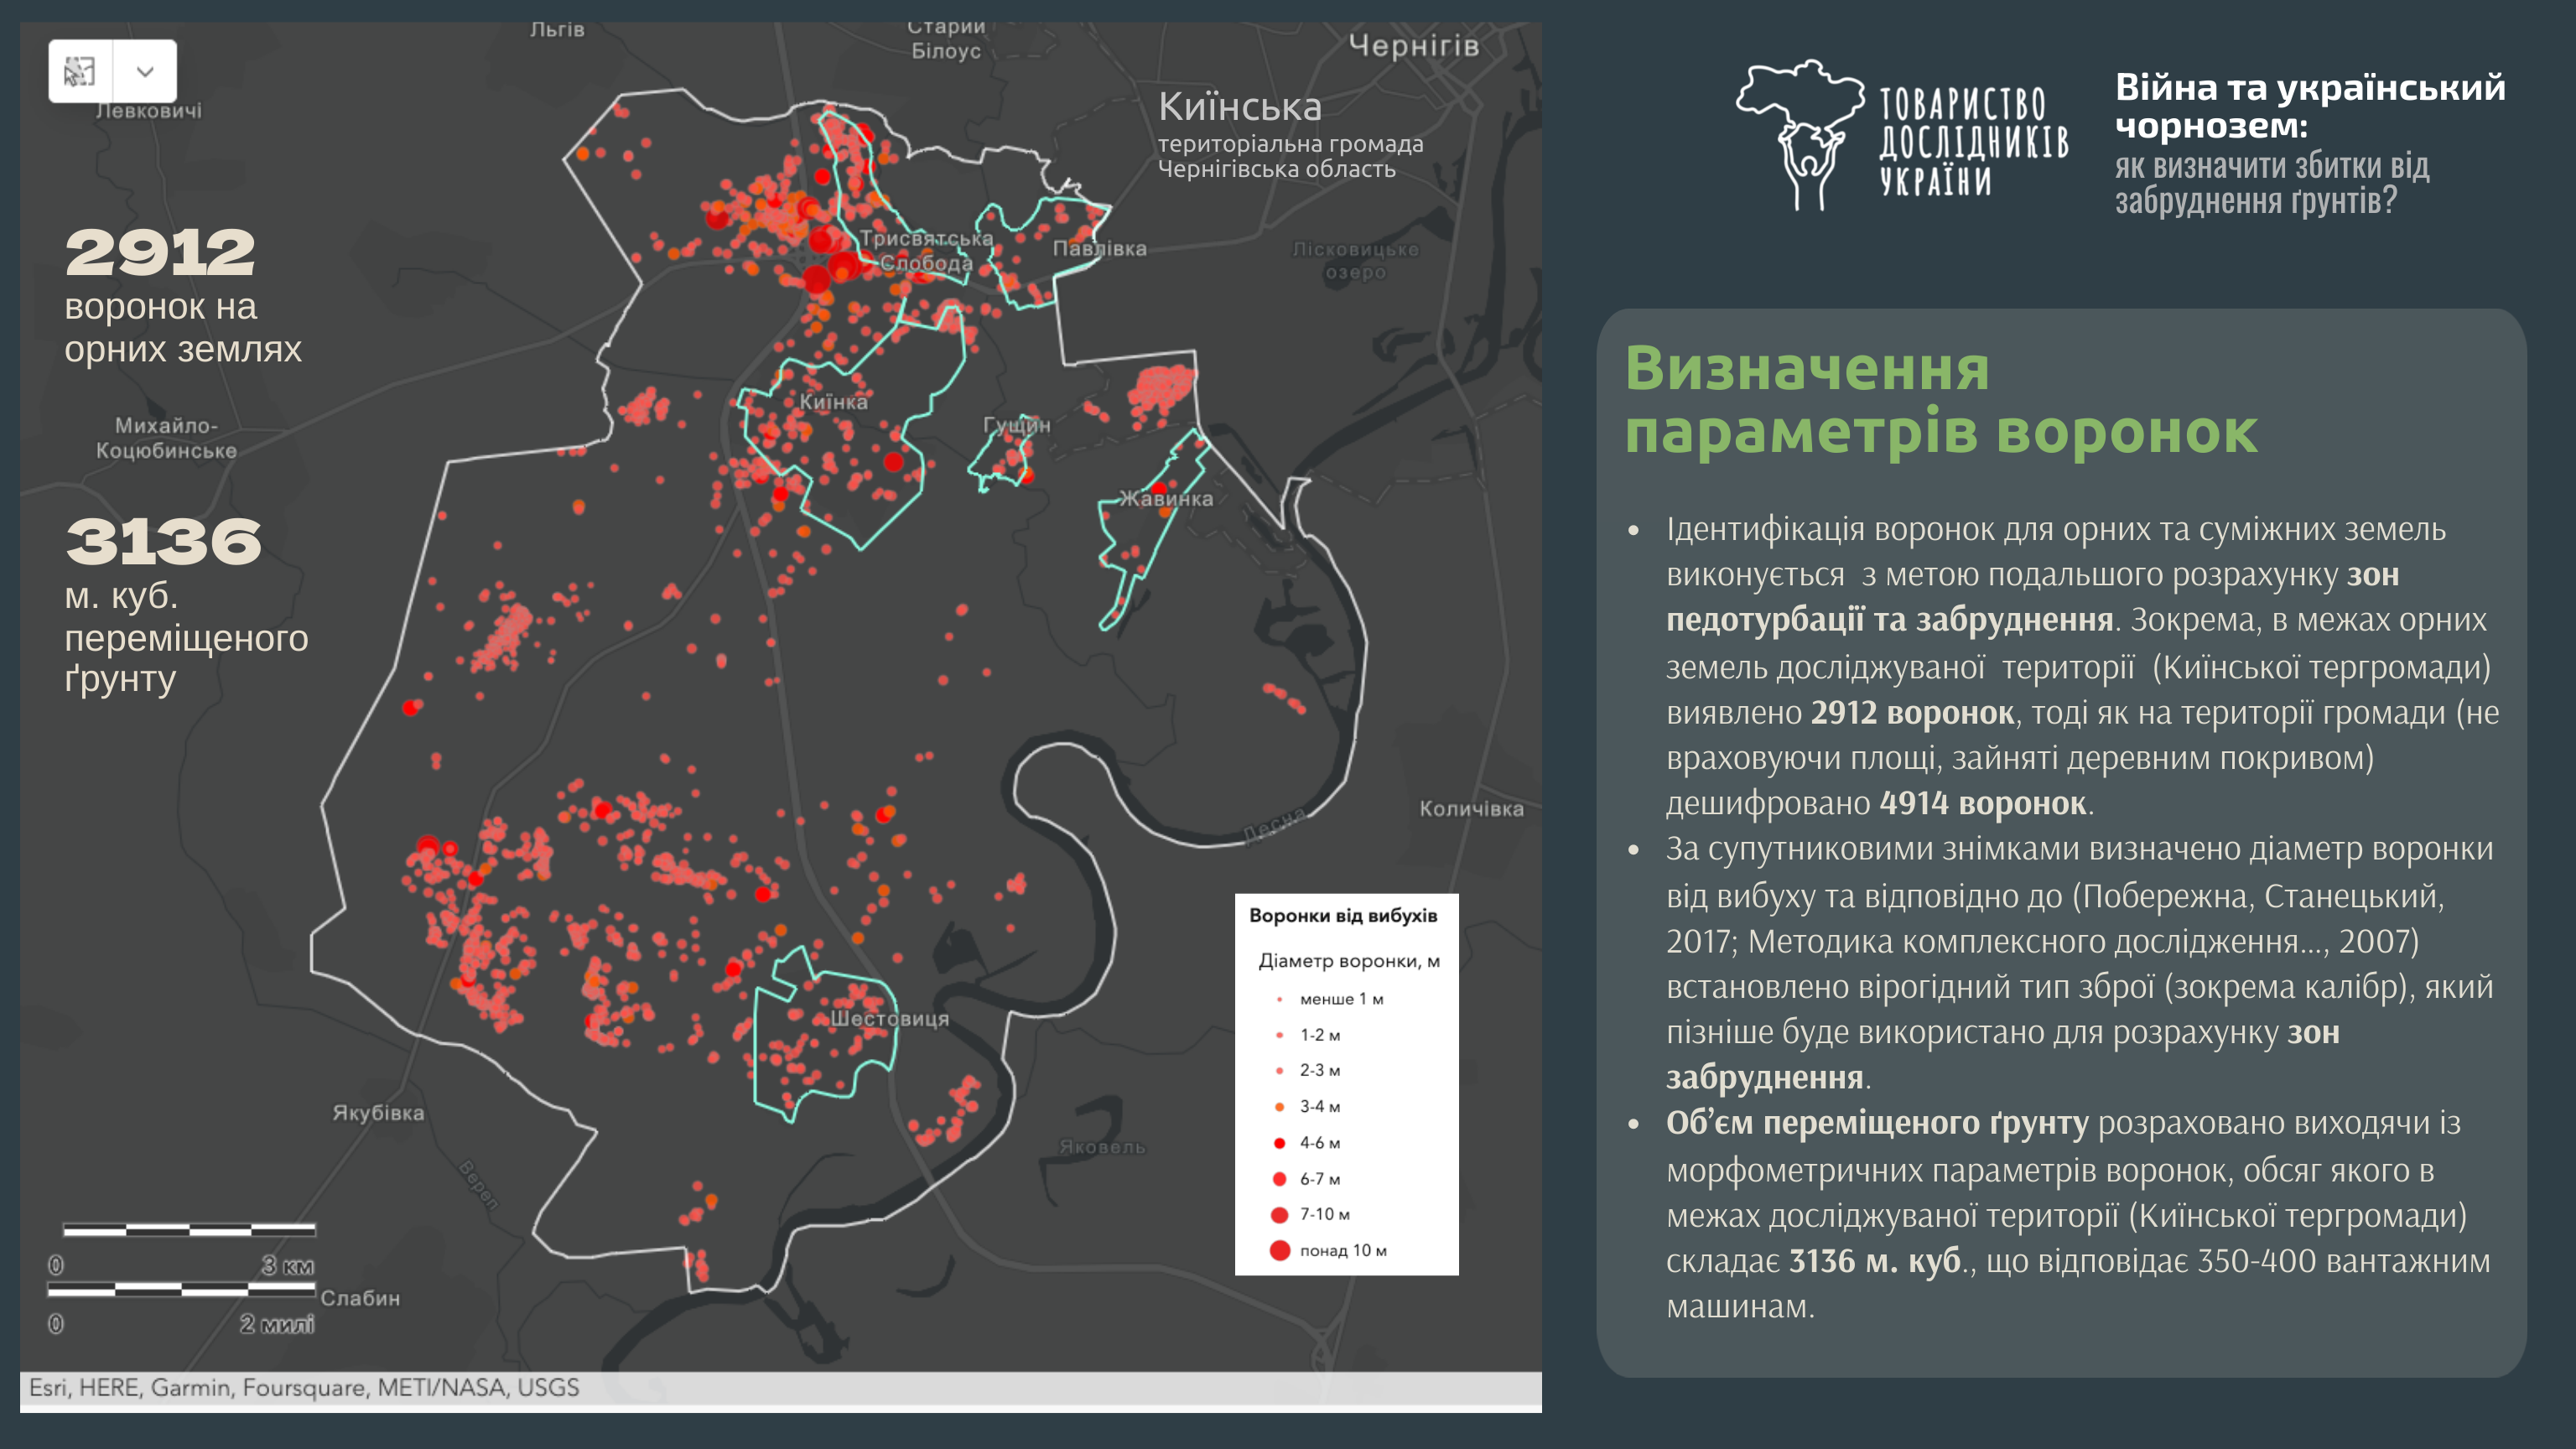 Льгів
Старий
Білоус
Чернігів
Левковичі
Київська
територіальна громада
Чернігівська область
2912
воронок на
орних землях
Трисвятська
Слобода
Павлівка
Лісковицьке
озеро
Михайло-
Коцюбинське
Киїнка
Гущин
Жавинка
3136
м. куб.
переміщеного
ґрунту
Десна
Количівка
Шестовиця
Якубівка
Яковель
Верeп
Слабин
Воронки від вибухів
Діаметр воронки, м
менше 1 м
1-2 м
2-3 м
3-4 м
4-6 м
6-7 м
7-10 м
понад 10 м
0 3 км
0 2 милі
Esri, HERE, Garmin, Foursquare, METI/NASA, USGS
ТОВАРИСТВО
ДОСЛІДНИКІВ
УКРАЇНИ
Війна та український
чорнозем:
як визначити збитки від
забруднення ґрунтів?
Визначення
параметрів воронок
• Ідентифікація воронок для орних та суміжних земель
виконується з метою подальшого розрахунку зон
педотурбації та забруднення. Зокрема, в межах орних
земель досліджуваної території (Киїнської тергромади)
виявлено 2912 воронок, тоді як на території громади (не
враховуючи площі, зайняті деревним покривом)
дешифровано 4914 воронок.
• За супутниковими знімками визначено діаметр воронки
від вибуху та відповідно до (Побережна, Станецький,
2017; Методика комплексного дослідження..., 2007)
встановлено вірогідний тип зброї (зокрема калібр), який
пізніше буде використано для розрахунку зон
забруднення.
• Об’єм переміщеного ґрунту розраховано виходячи із
морфометричних параметрів воронок, обсяг якого в
межах досліджуваної території (Киїнської тергромади)
складає 3136 м. куб., що відповідає 350-400 вантажним
машинам.